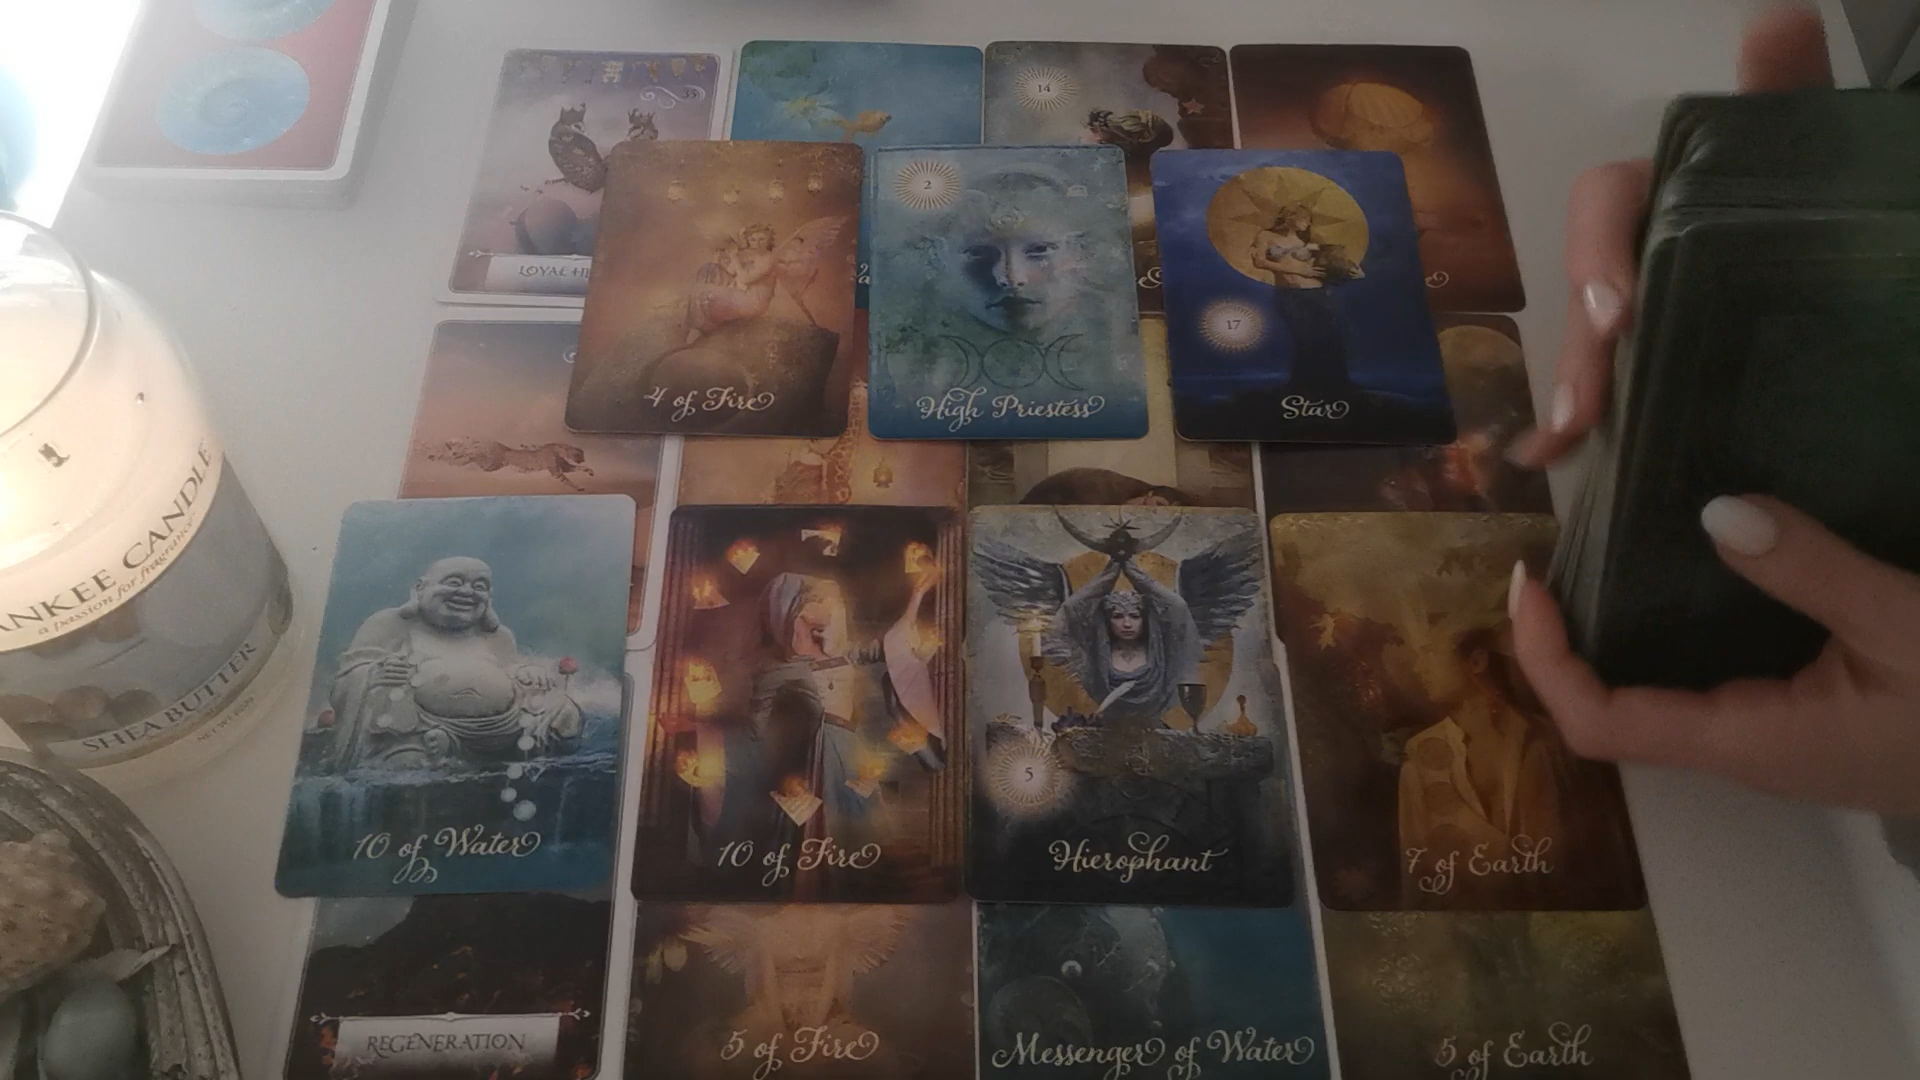 35
14
LOYAL HE
2
17
4 of Fire
High Priestess
Star
YANKEE CANDLE
a passion for fragrance
SHEA BUTTER
5
10 of Water
10 of Fire
Hierophant
7 of Earth
REGENERATION
5 of Fire
Messenger of Water
5 of Earth